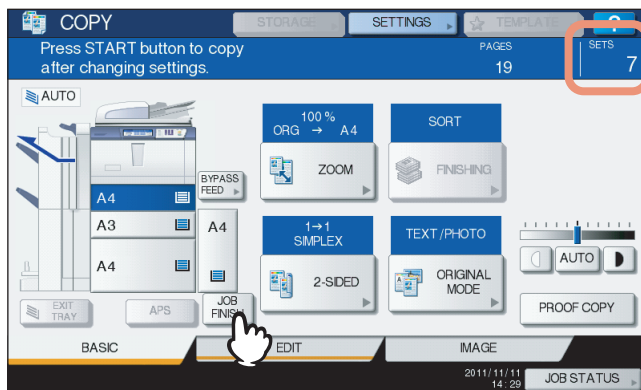 COPY
STORAGE
SETTINGS
TEMPLATE
?
Press START button to copy
after changing settings.
PAGES
19
SETS
7
AUTO
100 %
ORG → A4
ZOOM
SORT
FINISHING
BYPASS
FEED
A4
A3
A4
A4
1→1
SIMPLEX
2-SIDED
TEXT/PHOTO
ORIGINAL
MODE
AUTO
EXIT
TRAY
APS
JOB
FINISH
PROOF COPY
BASIC
EDIT
IMAGE
2011/11/11
14:29
JOB STATUS